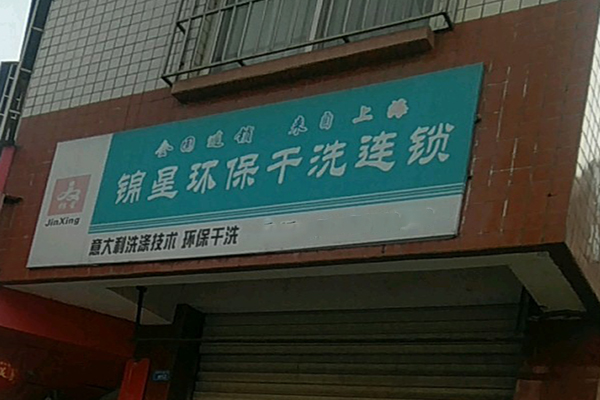 全国连锁 来自上海
锦星环保干洗连锁
JinXing
意大利洗涤技术 环保干洗